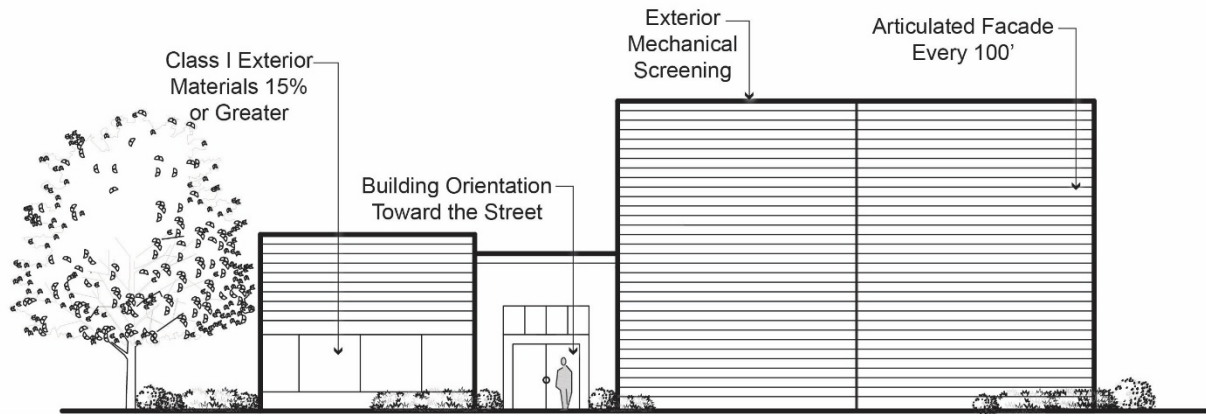 Class I Exterior
Materials 15%
or Greater
Building Orientation
Toward the Street
Exterior
Mechanical
Screening
Articulated Facade
Every 100’